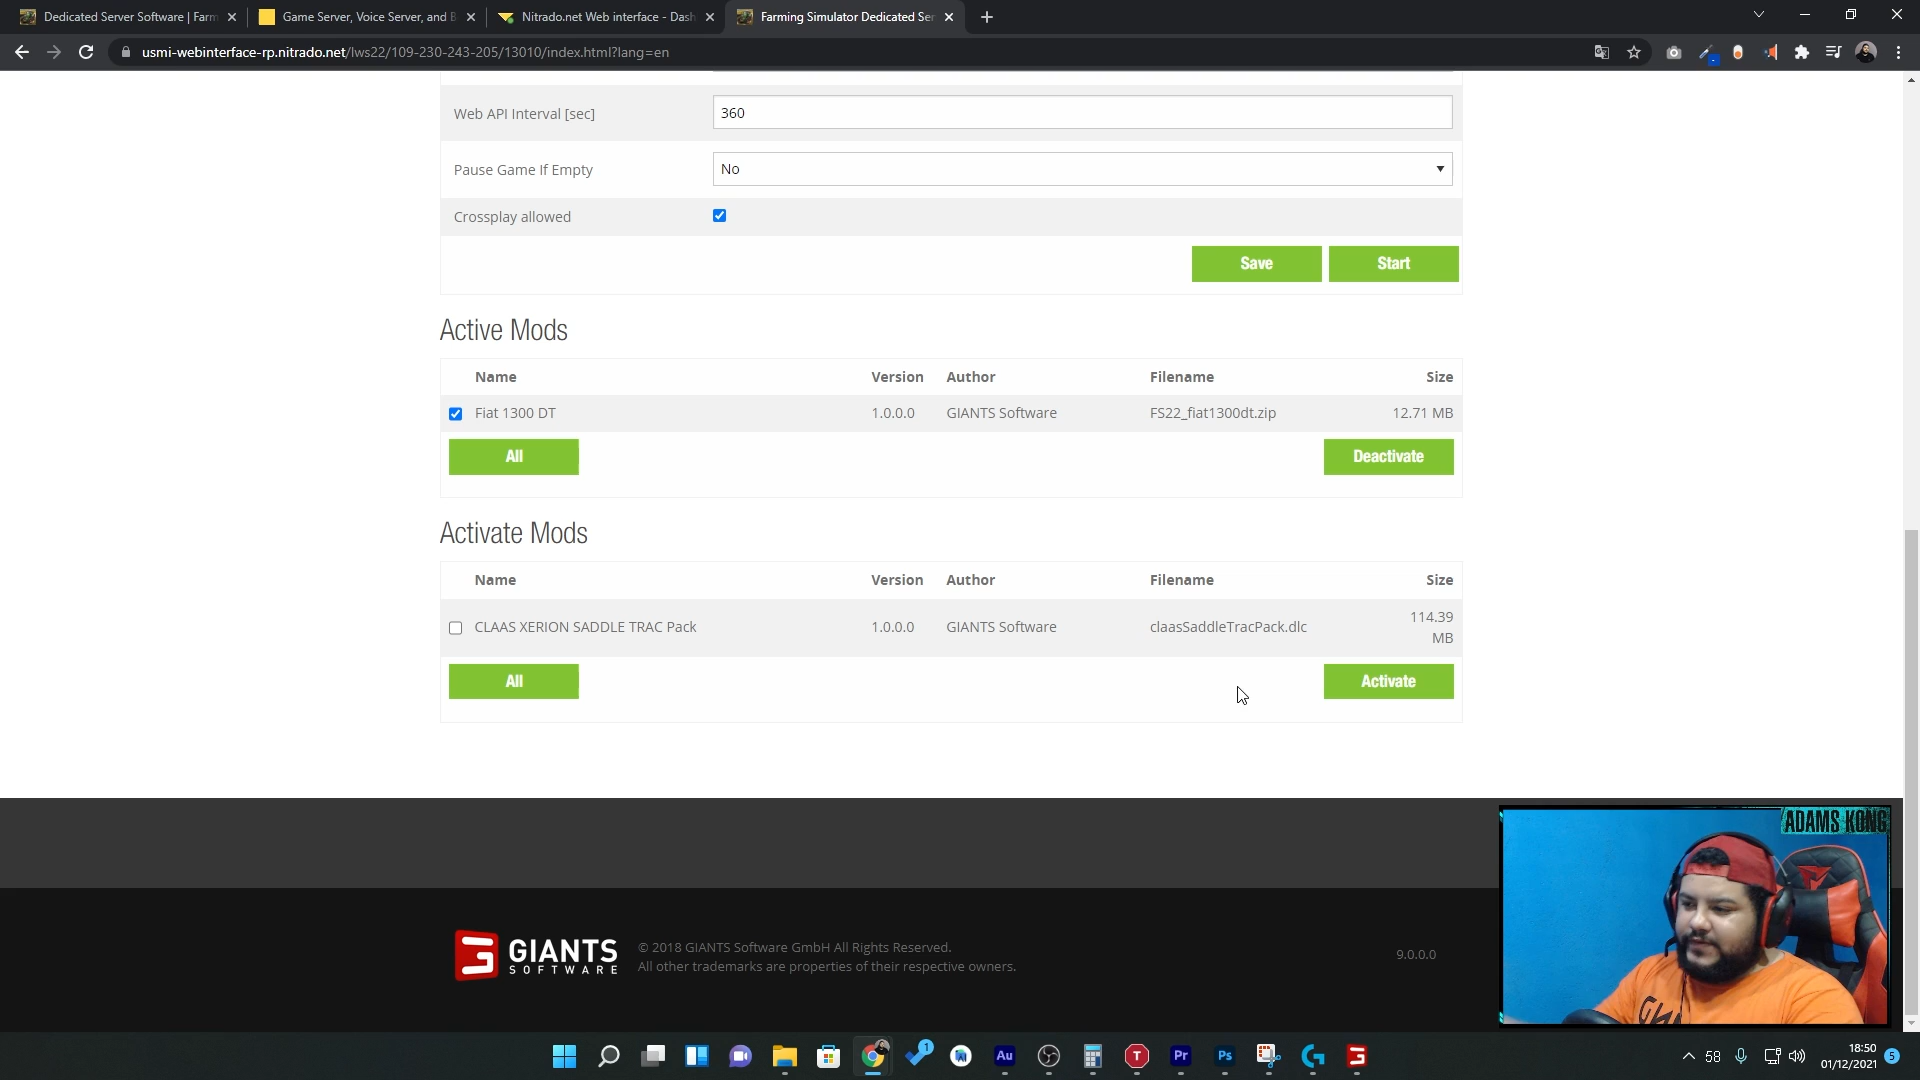 Dedicated Server Software | Farm
Game Server, Voice Server, and B
Nitrado.net Web interface - Dash
Farming Simulator Dedicated Ser
usmi-webinterface-rp.nitrado.net/lws22/109-230-243-205/13010/index.html?lang=en
Web API Interval [sec]
360
Pause Game If Empty
No
Crossplay allowed
Save
Start
Active Mods
Name Version Author Filename Size
Fiat 1300 DT 1.0.0.0 GIANTS Software FS22_fiat1300dt.zip 12.71 MB
All
Deactivate
Activate Mods
Name Version Author Filename Size
CLAAS XERION SADDLE TRAC Pack 1.0.0.0 GIANTS Software claasSaddleTracPack.dlc 114.39
MB
All
Activate
ADAMS KONG
GIANTS
SOFTWARE
© 2018 GIANTS Software GmbH All Rights Reserved.
All other trademarks are properties of their respective owners.
9.0.0.0
1
Au
T
Pr
Ps
58
18:50
01/12/2021
5